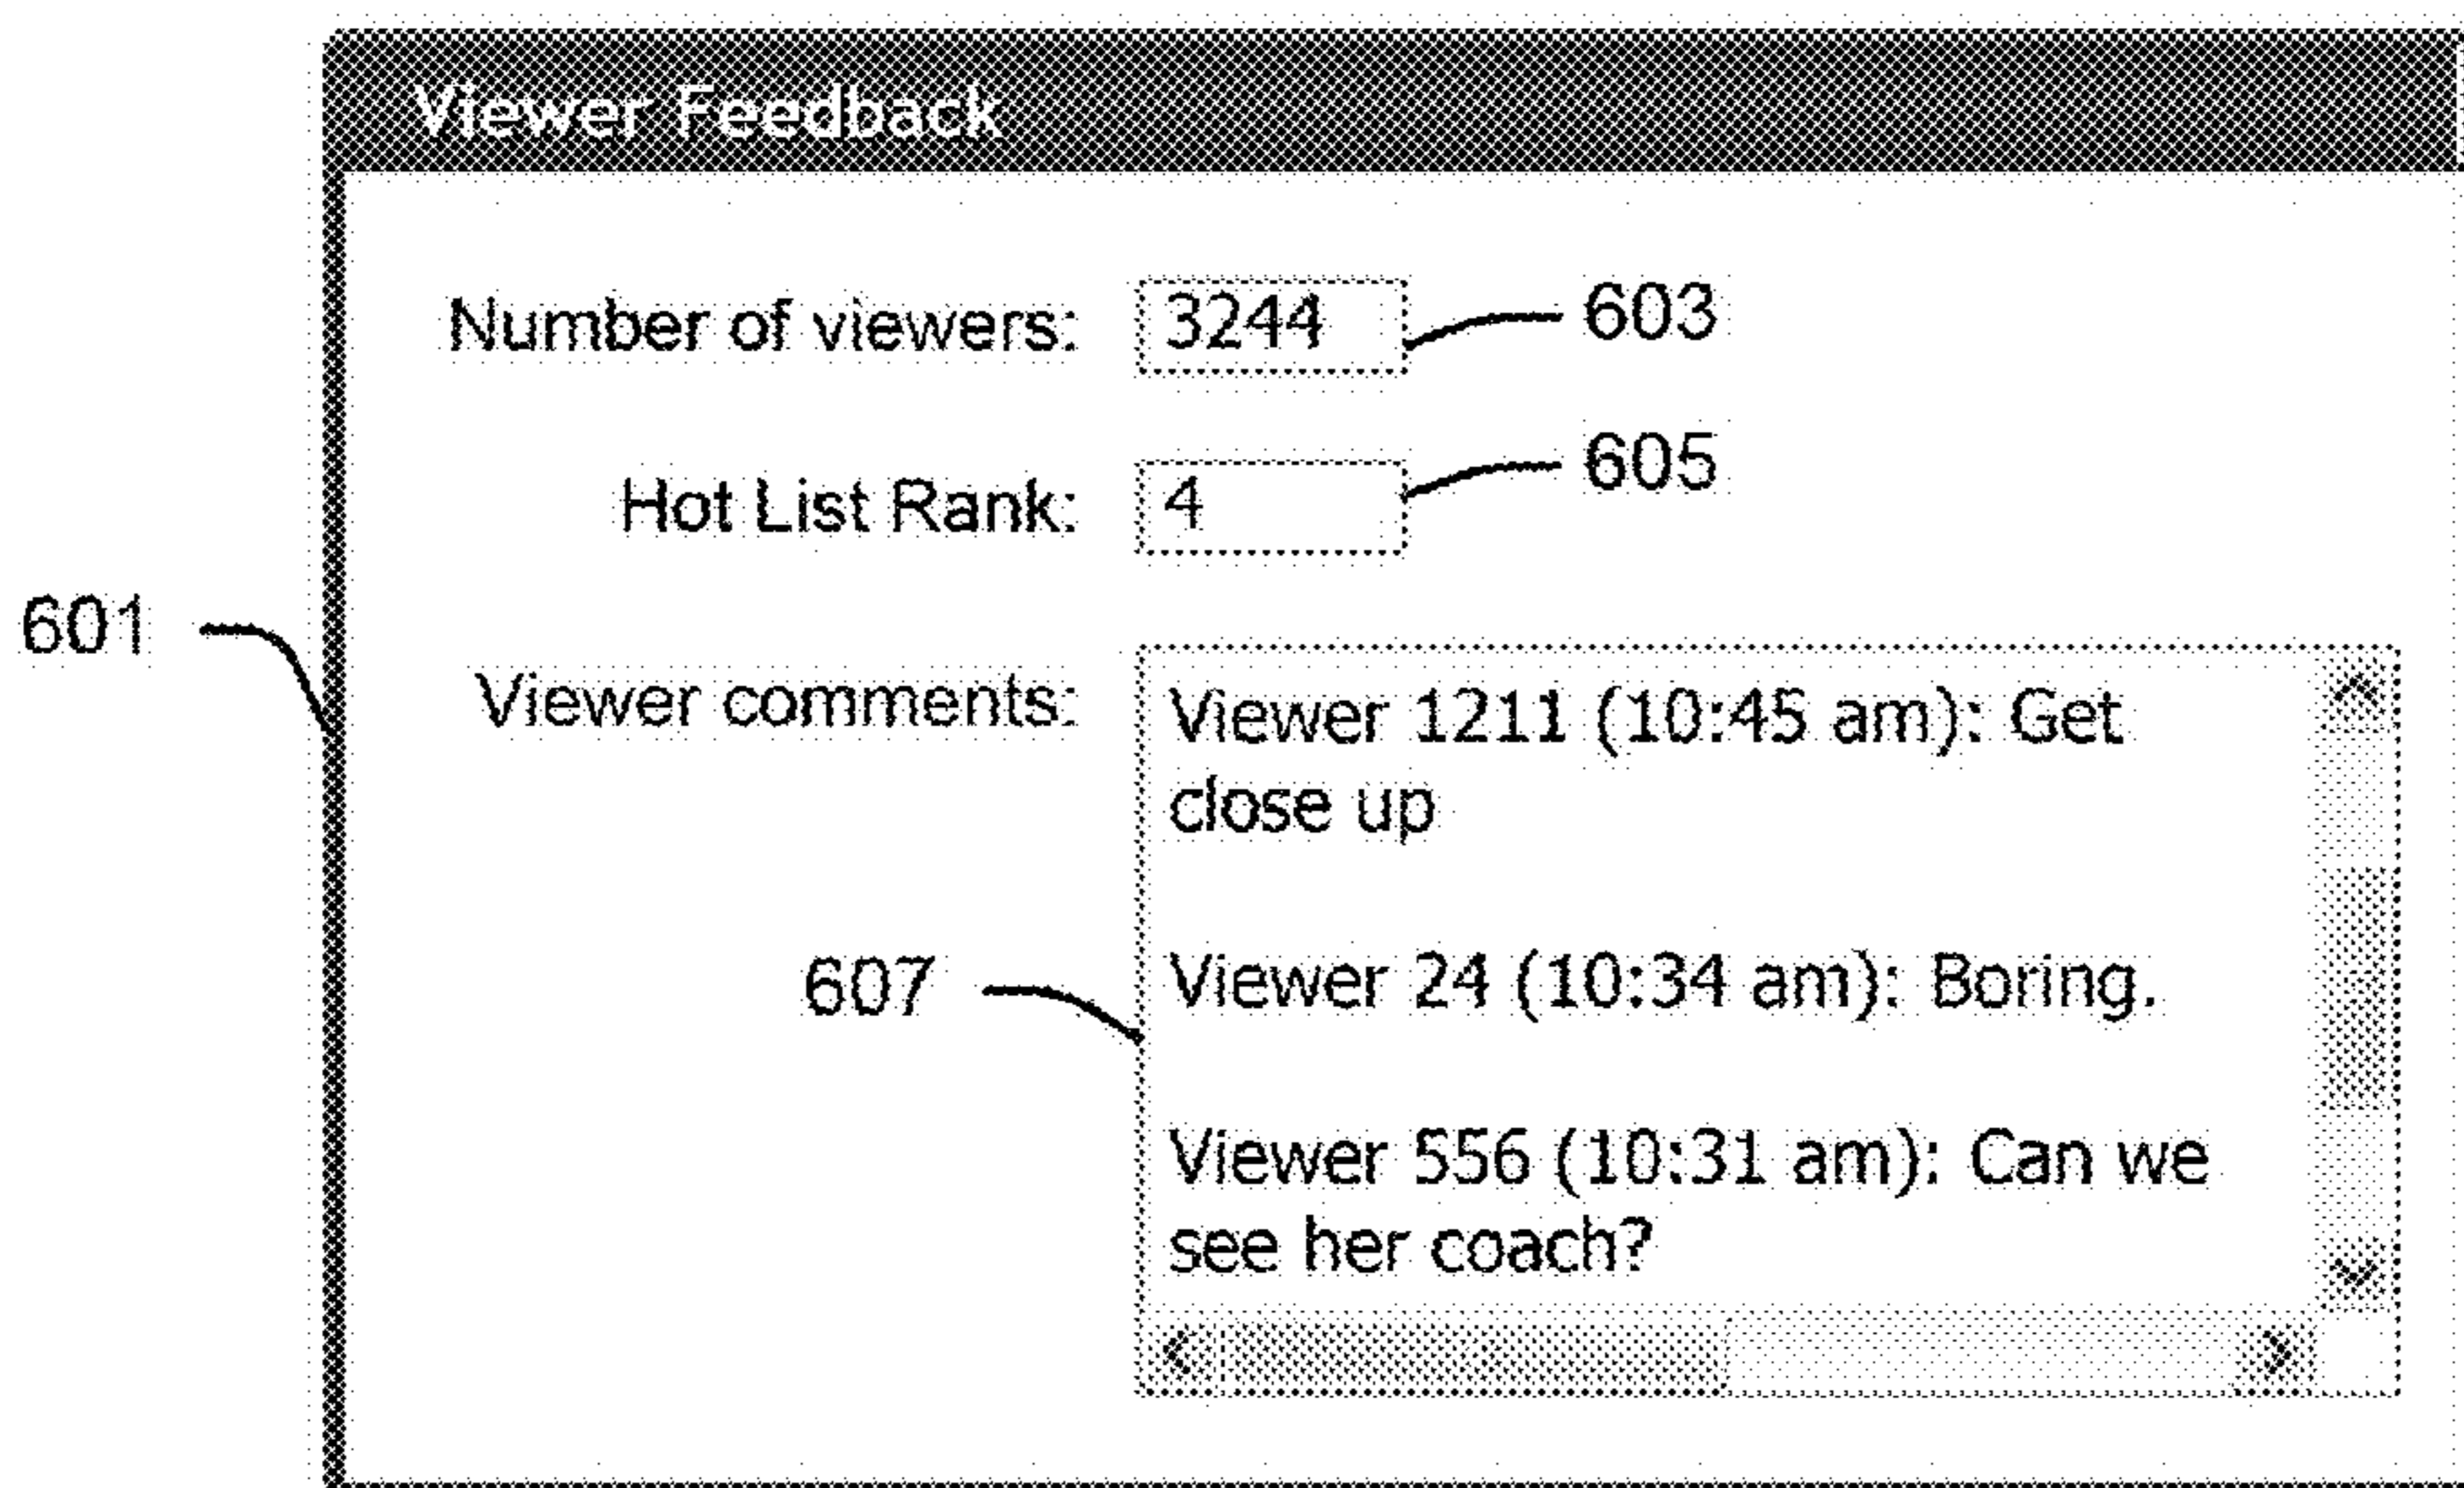 Viewer Feedback
Number of viewers: 3244 603
Hot List Rank: 4 605
601
Viewer comments: Viewer 1211 (10:45 am): Get
close up
607 Viewer 24 (10:34 am): Boring.
Viewer 556 (10:31 am): Can we
see her coach?